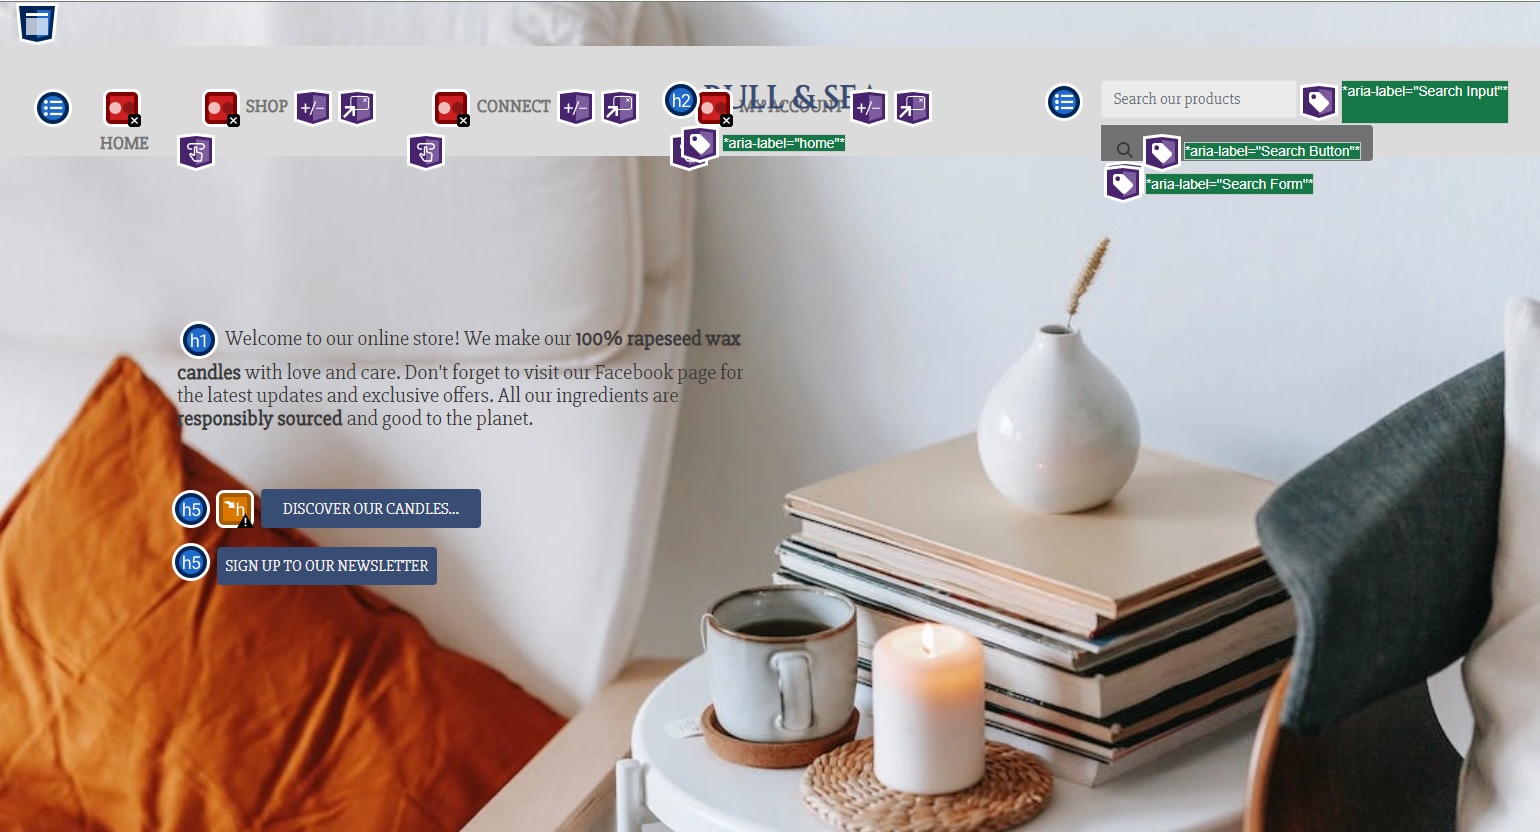 HOME
SHOP
+/-
CONNECT
+/-
h2
MY ACCOUNT
+/-
*aria-label="home"*
Search our products
*aria-label="Search Input"*
*aria-label="Search Button"*
*aria-label="Search Form"*
h1 Welcome to our online store! We make our 100% rapeseed wax
candles with love and care. Don't forget to visit our Facebook page for
the latest updates and exclusive offers. All our ingredients are
responsibly sourced and good to the planet.
h5 h DISCOVER OUR CANDLES...
h5 SIGN UP TO OUR NEWSLETTER